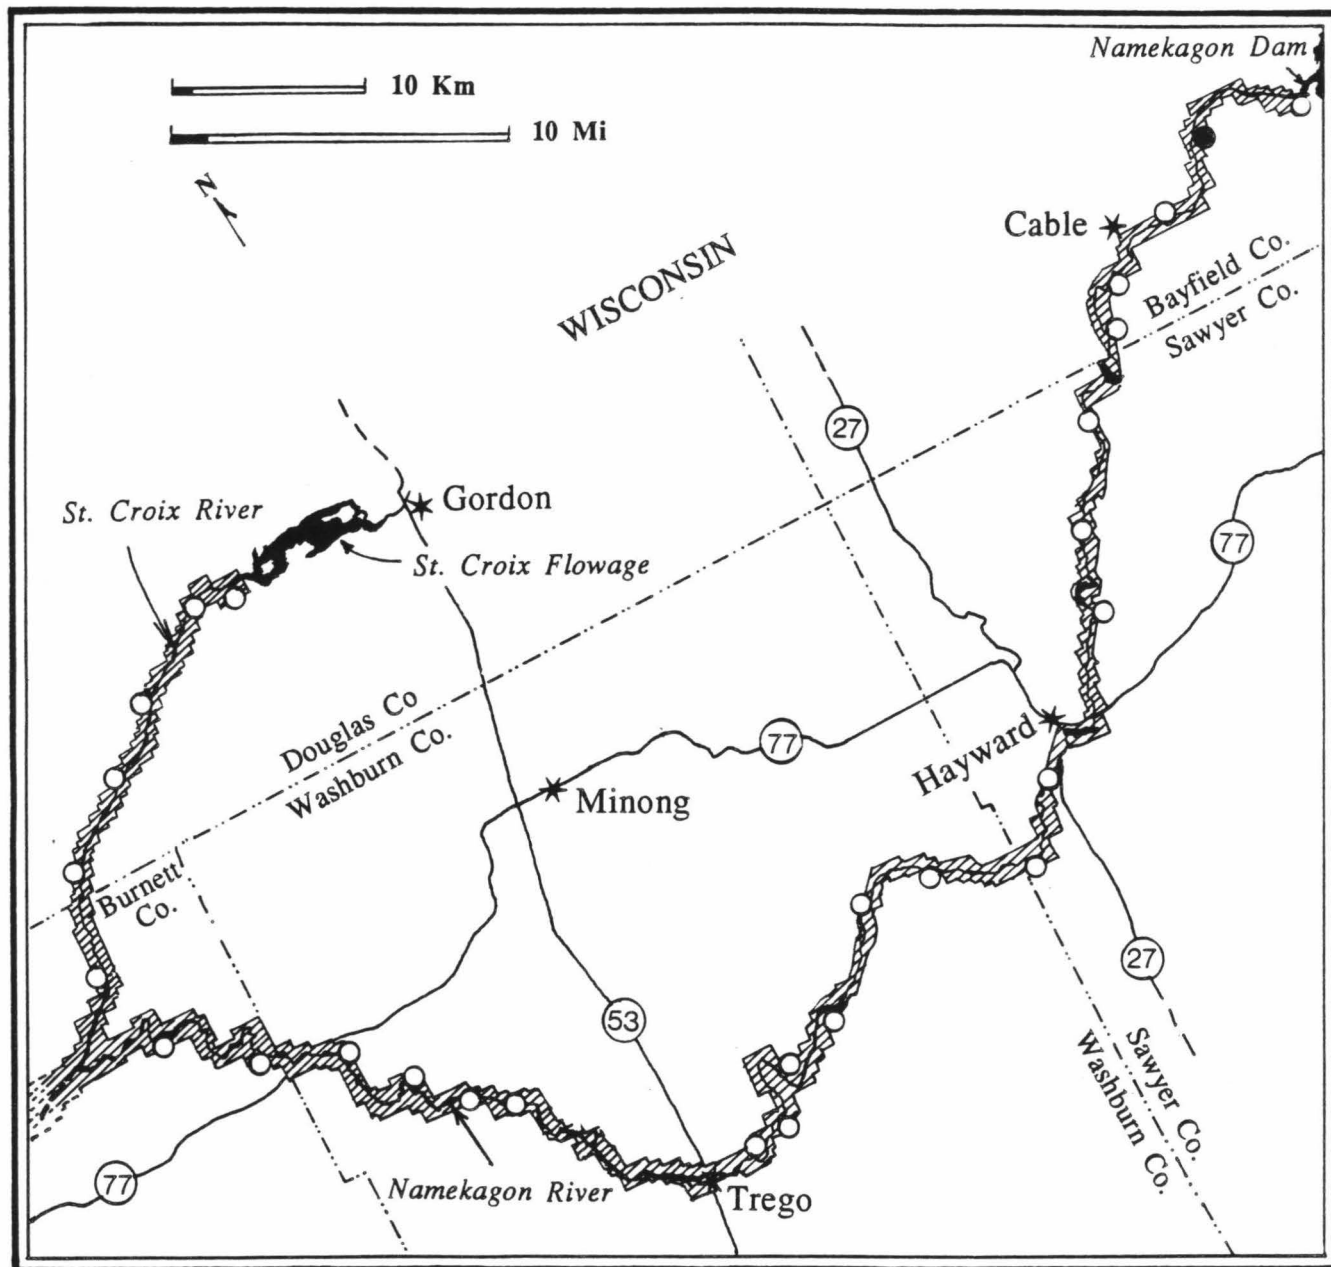 Namekagon Dam
10 Km
10 Mi
N
Cable
WISCONSIN
Bayfield Co.
Sawyer Co.
27
Gordon
St. Croix River
St. Croix Flowage
77
Douglas Co
Washburn Co.
77
Hayward
Minong
Burnett
Co.
27
53
Sawyer Co.
Washburn Co.
77
Namekagon River
Trego